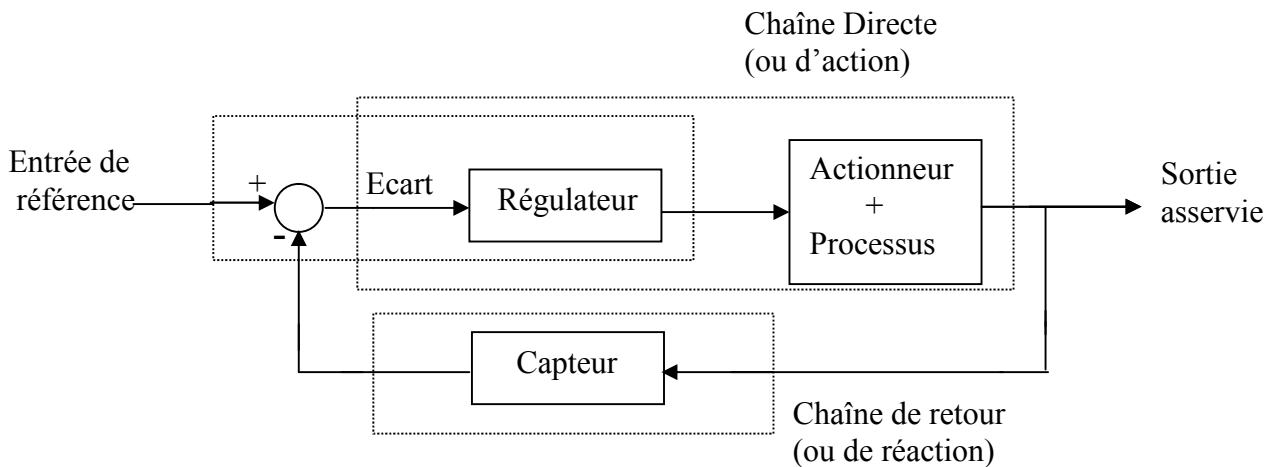 Chaîne Directe
(ou d’action)
Entrée de
référence
+
-
Ecart
Régulateur
Actionneur
+
Processus
Sortie
asservie
Capteur
Chaîne de retour
(ou de réaction)